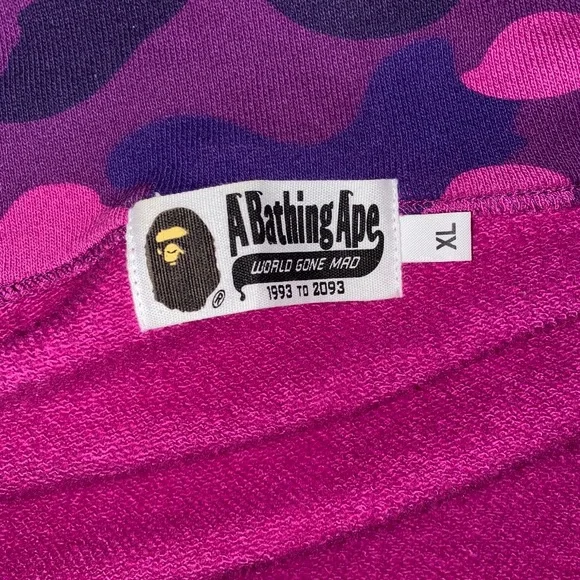 A Bathing Ape
WORLD GONE MAD
1993 TO 2093
®
XL